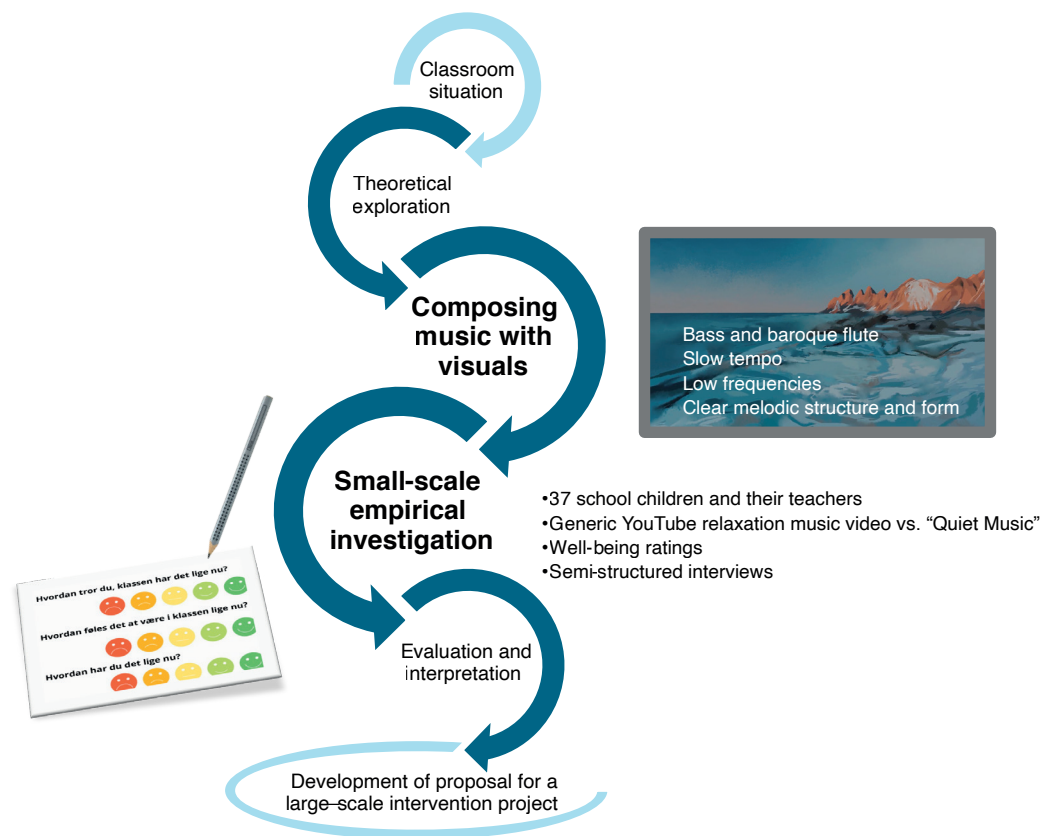 Classroom
situation
Theoretical
exploration
Composing
music with
visuals
Bass and baroque flute
Slow tempo
Low frequencies
Clear melodic structure and form
Small-scale
empirical
investigation
•37 school children and their teachers
•Generic YouTube relaxation music video vs. “Quiet Music”
•Well-being ratings
•Semi-structured interviews
Hvordan tror du, klassen har det lige nu?
Hvordan føles det at være i klassen lige nu?
Hvordan har du det lige nu?
Evaluation and
interpretation
Development of proposal for a
large–scale intervention project